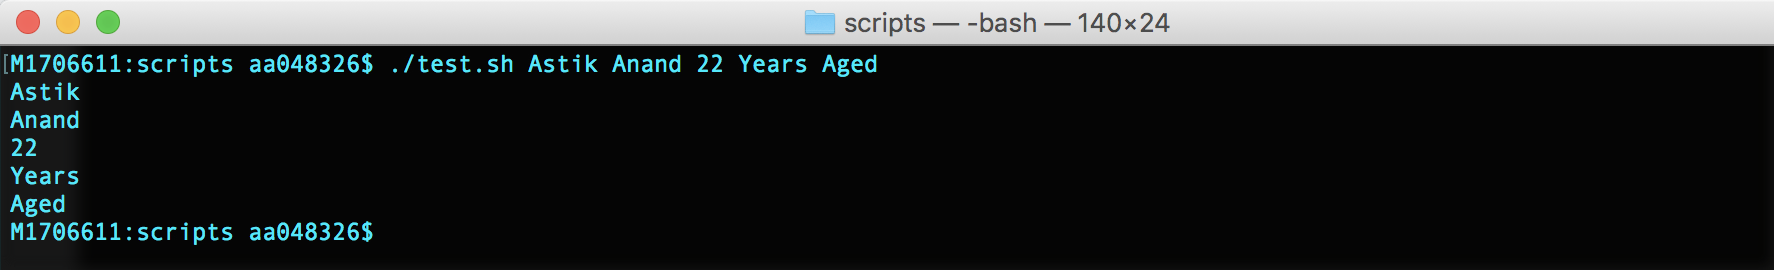 scripts — -bash — 140×24
[M1706611:scripts aa048326$ ./test.sh Astik Anand 22 Years Aged
Astik
Anand
22
Years
Aged
M1706611:scripts aa048326$